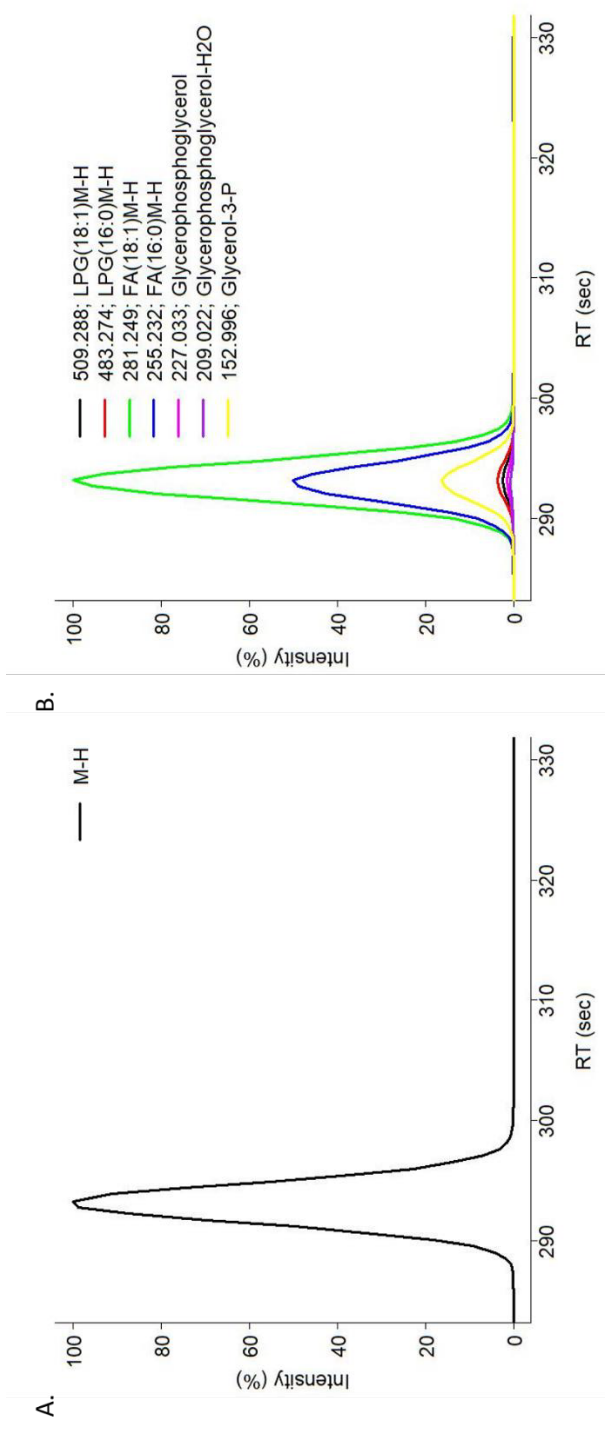 A.
M-H
100
80
60
40
20
0
Intensity (%)
290
300
310
320
330
RT (sec)
B.
509.288; LPG(18:1)M-H
483.274; LPG(16:0)M-H
281.249; FA(18:1)M-H
255.232; FA(16:0)M-H
227.033; Glycerophosphoglycerol
209.022; Glycerophosphoglycerol-H2O
152.996; Glycerol-3-P
100
80
60
40
20
0
Intensity (%)
290
300
310
320
330
RT (sec)